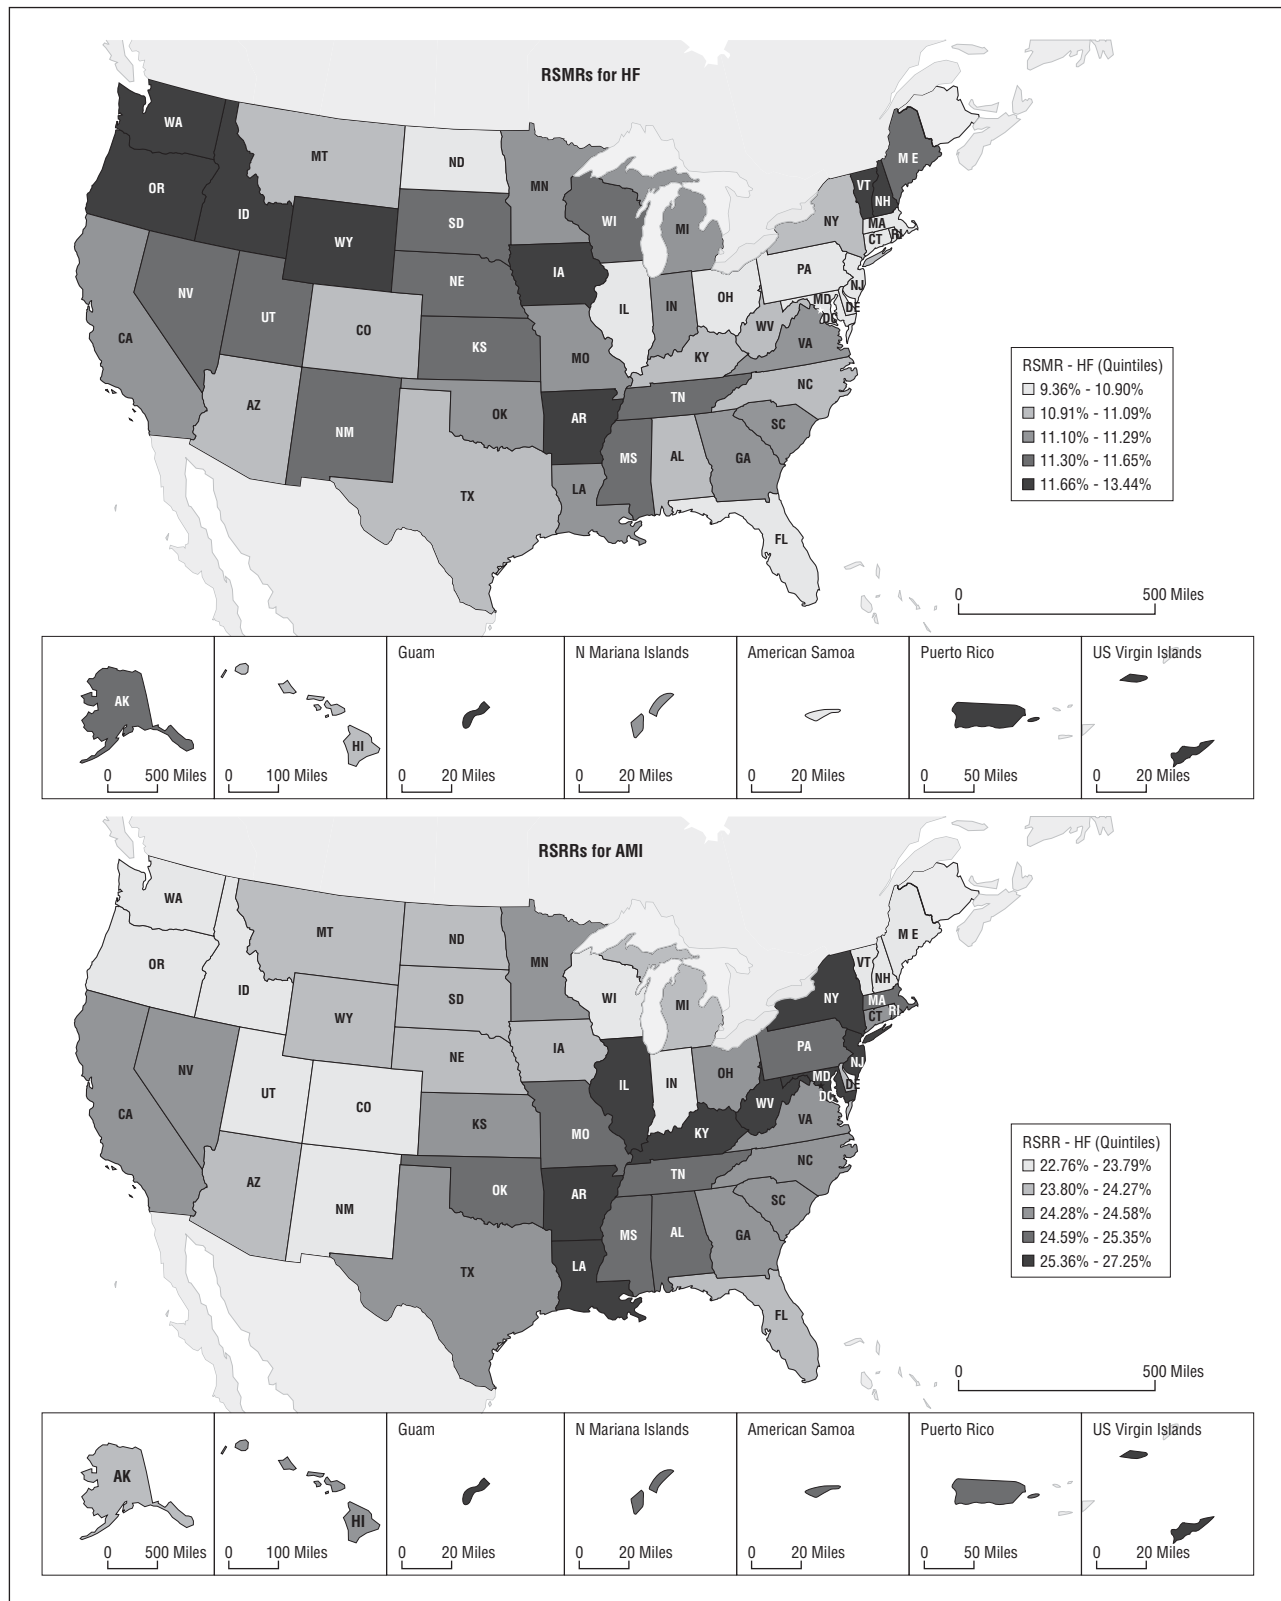 RSMRs for HF
WA
MT
ND
MN
OR
ID
WY
SD
WI
MI
NY
VT
NH
M E
MA
CT
RI
NV
UT
CO
NE
IA
IL
IN
OH
PA
NJ
MD
DE
DC
WV
VA
CA
KS
MO
KY
NC
AZ
NM
OK
AR
TN
SC
TX
LA
MS
AL
GA
FL
RSMR - HF (Quintiles)
9.36% - 10.90%
10.91% - 11.09%
11.10% - 11.29%
11.30% - 11.65%
11.66% - 13.44%
0 500 Miles
AK
0 500 Miles
HI
0 100 Miles
Guam
0 20 Miles
N Mariana Islands
0 20 Miles
American Samoa
0 20 Miles
Puerto Rico
0 50 Miles
US Virgin Islands
0 20 Miles
RSRRs for AMI
WA
MT
ND
MN
OR
ID
WY
SD
WI
MI
NY
VT
NH
M E
MA
CT
RI
NV
UT
CO
NE
IA
IL
IN
OH
PA
NJ
MD
DE
DC
WV
VA
CA
KS
MO
KY
NC
AZ
NM
OK
AR
TN
SC
TX
LA
MS
AL
GA
FL
RSRR - HF (Quintiles)
22.76% - 23.79%
23.80% - 24.27%
24.28% - 24.58%
24.59% - 25.35%
25.36% - 27.25%
0 500 Miles
AK
0 500 Miles
HI
0 100 Miles
Guam
0 20 Miles
N Mariana Islands
0 20 Miles
American Samoa
0 20 Miles
Puerto Rico
0 50 Miles
US Virgin Islands
0 20 Miles